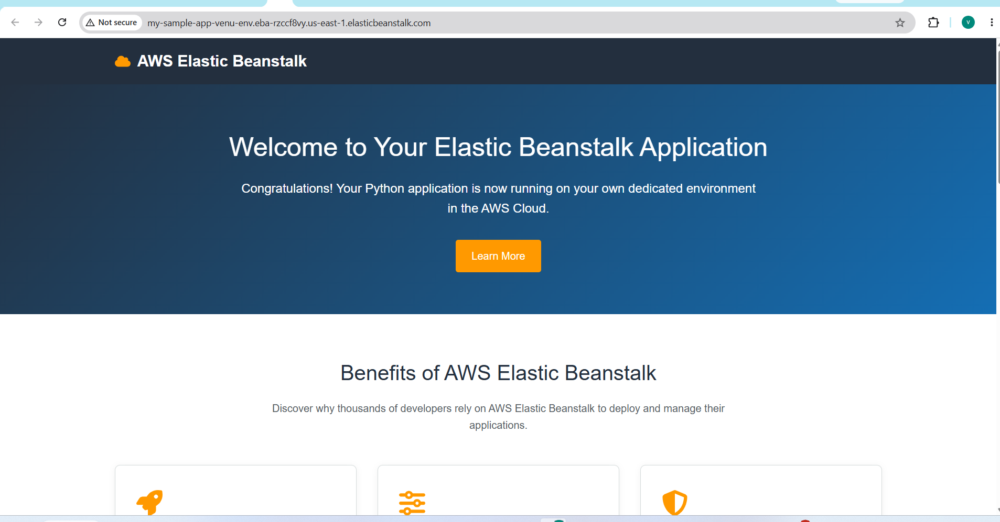 Not secure
my-sample-app-venu-env.eba-rzccf8vy.us-east-1.elasticbeanstalk.com
V
AWS Elastic Beanstalk
Welcome to Your Elastic Beanstalk Application
Congratulations! Your Python application is now running on your own dedicated environment
in the AWS Cloud.
Learn More
Benefits of AWS Elastic Beanstalk
Discover why thousands of developers rely on AWS Elastic Beanstalk to deploy and manage their
applications.